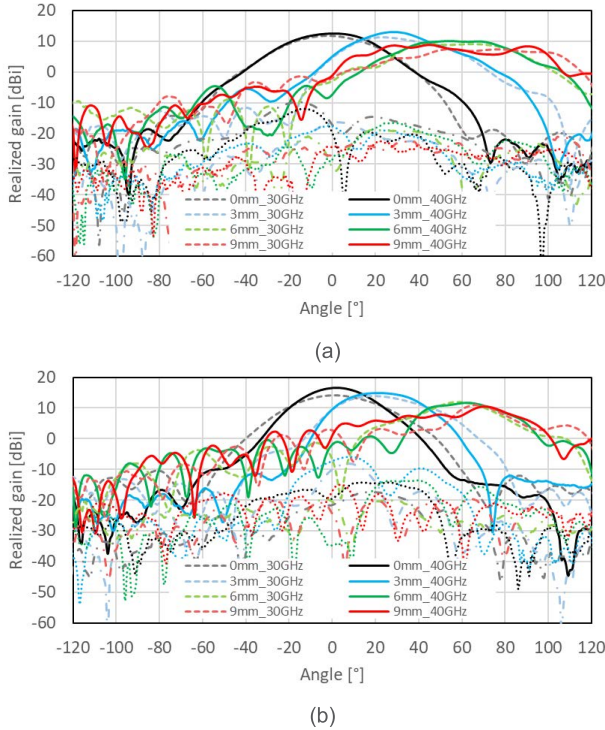 20
10
0
-10
-20
-30
-40
-50
-60
Realized gain [dBi]
0mm_30GHz 0mm_40GHz
3mm_30GHz 3mm_40GHz
6mm_30GHz 6mm_40GHz
9mm_30GHz 9mm_40GHz
-120 -100 -80 -60 -40 -20 0 20 40 60 80 100 120
Angle [°]
(a)
20
10
0
-10
-20
-30
-40
-50
-60
Realized gain [dBi]
0mm_30GHz 0mm_40GHz
3mm_30GHz 3mm_40GHz
6mm_30GHz 6mm_40GHz
9mm_30GHz 9mm_40GHz
-120 -100 -80 -60 -40 -20 0 20 40 60 80 100 120
Angle [°]
(b)